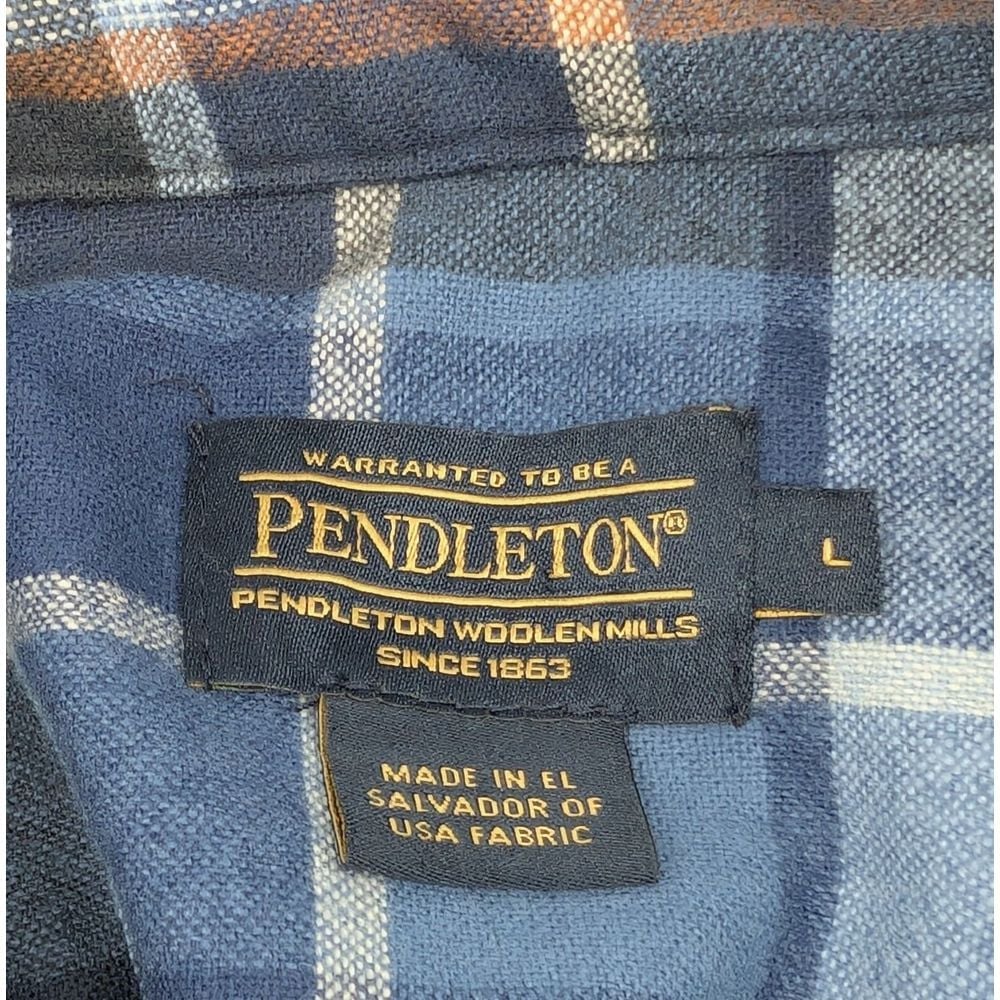 WARRANTED TO BE A
PENDLETON®
PENDLETON WOOLEN MILLS
SINCE 1863
L
MADE IN EL
SALVADOR OF
USA FABRIC